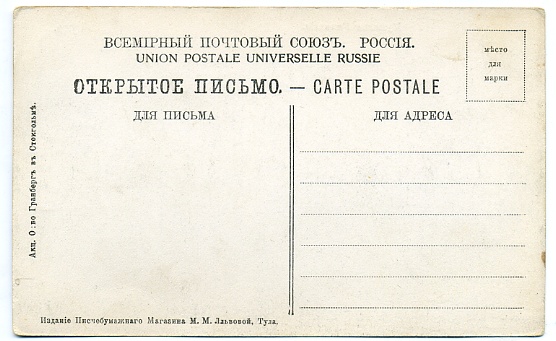 ВСЕМІРНЫЙ ПОЧТОВЫЙ СОЮЗЪ. РОССІЯ.
UNION POSTALE UNIVERSELLE RUSSIE
ОТКРЫТОЕ ПИСЬМО. — CARTE POSTALE
мѣсто
для
марки
ДЛЯ ПИСЬМА
ДЛЯ АДРЕСА
Акц. О:во Гранбергъ въ Стокгольмѣ.
Изданіе Писчебумажнаго Магазина М. М. Лльвовой, Тула.